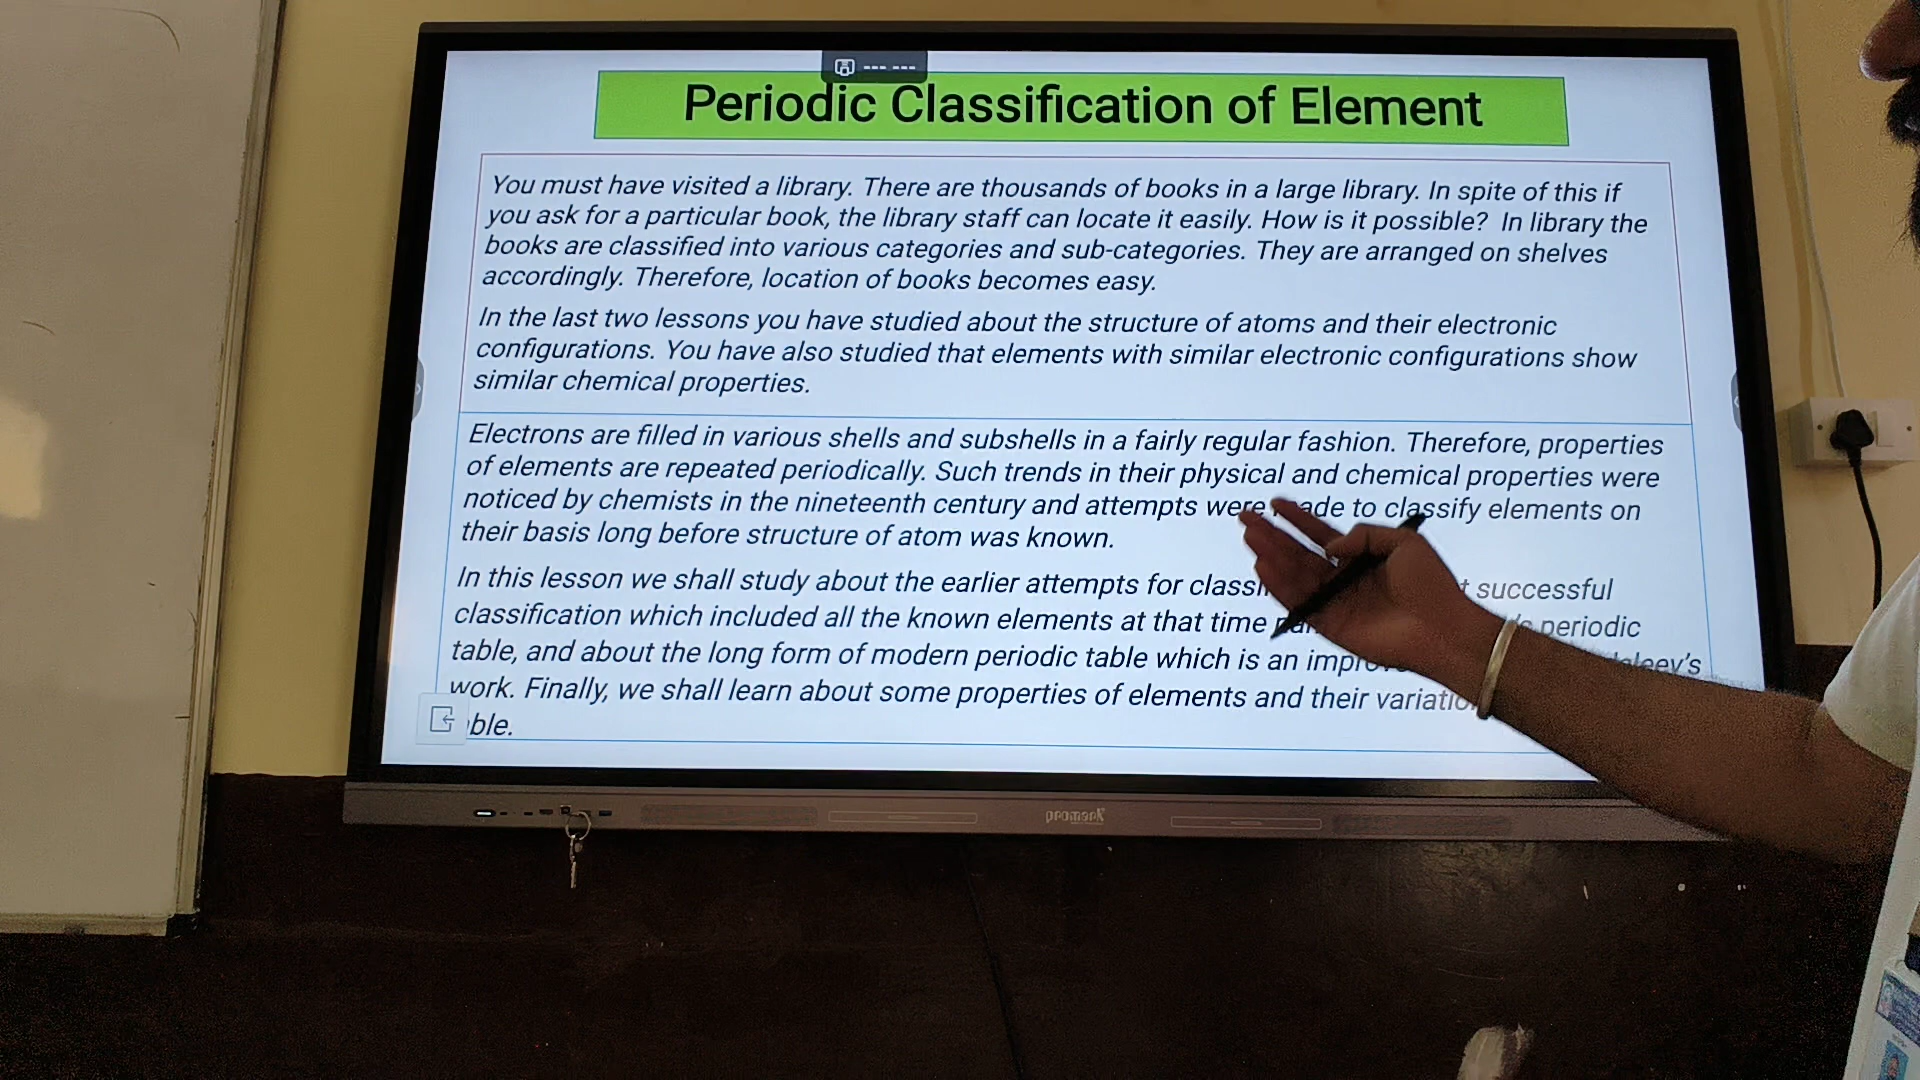 Periodic Classification of Element
You must have visited a library. There are thousands of books in a large library. In spite of this if
you ask for a particular book, the library staff can locate it easily. How is it possible? In library the
books are classified into various categories and sub-categories. They are arranged on shelves
accordingly. Therefore, location of books becomes easy.
In the last two lessons you have studied about the structure of atoms and their electronic
configurations. You have also studied that elements with similar electronic configurations show
similar chemical properties.
Electrons are filled in various shells and subshells in a fairly regular fashion. Therefore, properties
of elements are repeated periodically. Such trends in their physical and chemical properties were
noticed by chemists in the nineteenth century and attempts were to classify elements on
their basis long before structure of atom was known.
In this lesson we shall study about the earlier attempts for successful
classification which included all the known elements at that time periodic
table, and about the long form of modern periodic table which is an
work. Finally, we shall learn about some properties of elements and their
promark